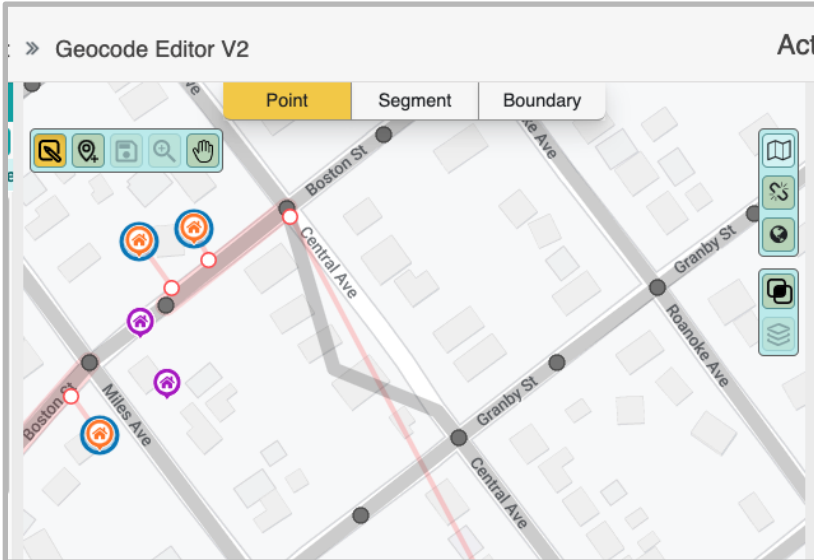 » Geocode Editor V2
Act
Point
Segment
Boundary
Boston St
Central Ave
Granby St
Roanoke Ave
Granby St
Boston St
Miles Ave
Central Ave